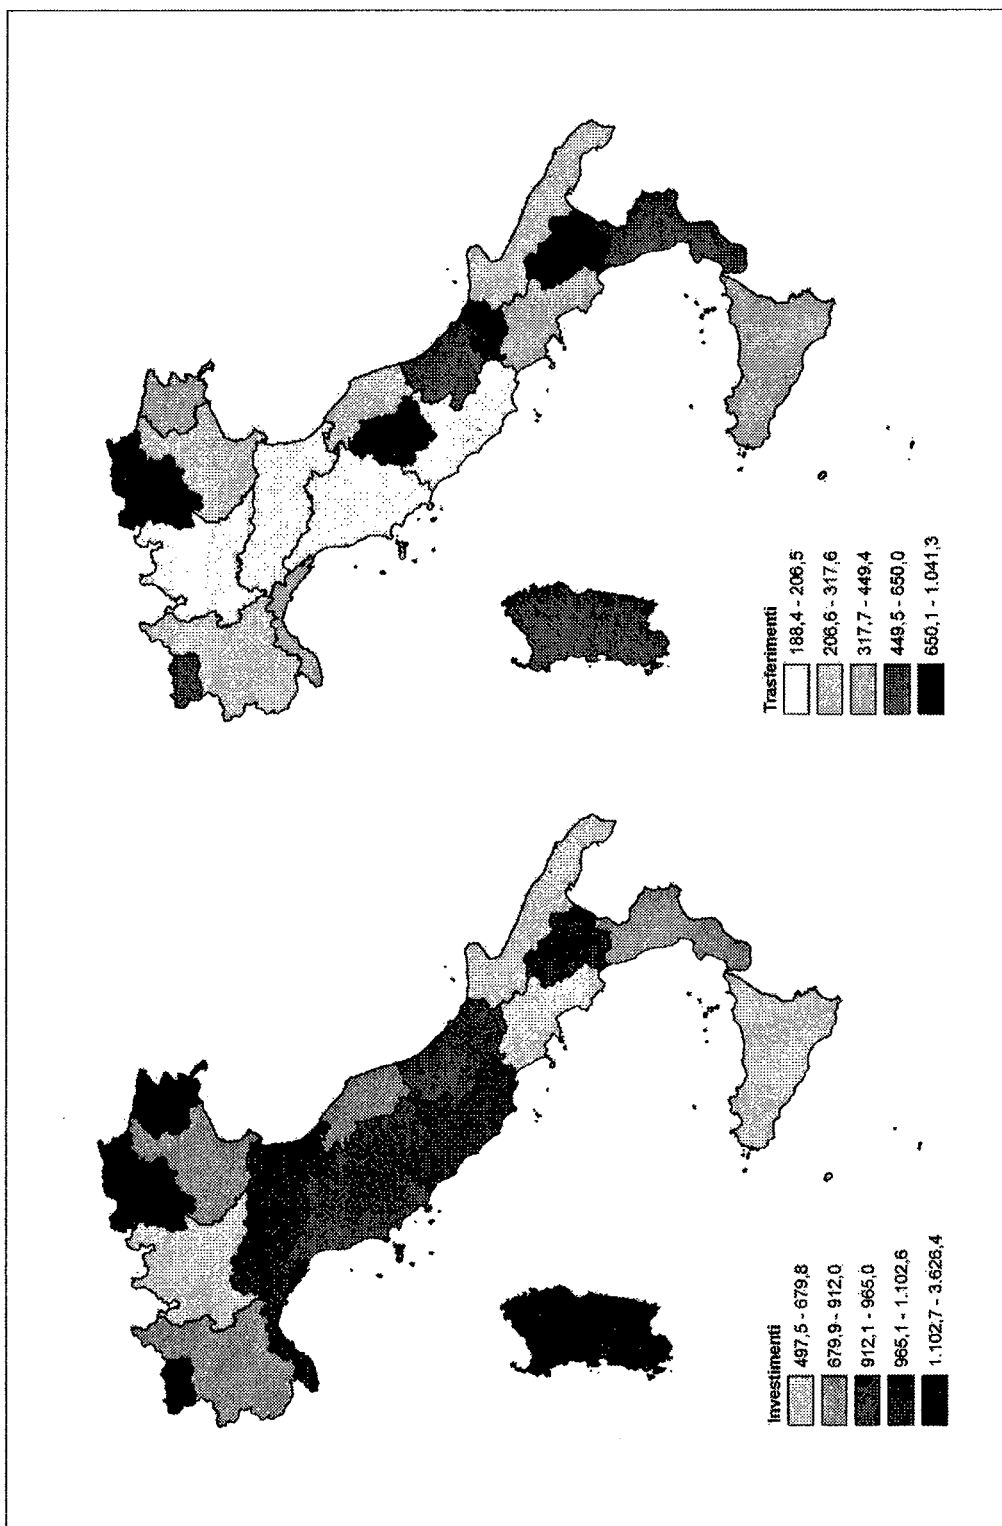 Investimenti
497,5 - 679,8
679,9 - 912,0
912,1 - 965,0
965,1 - 1.102,6
1.102,7 - 3.626,4
Trasferimenti
188,4 - 206,5
206,6 - 317,6
317,7 - 449,4
449,5 - 650,0
650,1 - 1.041,3